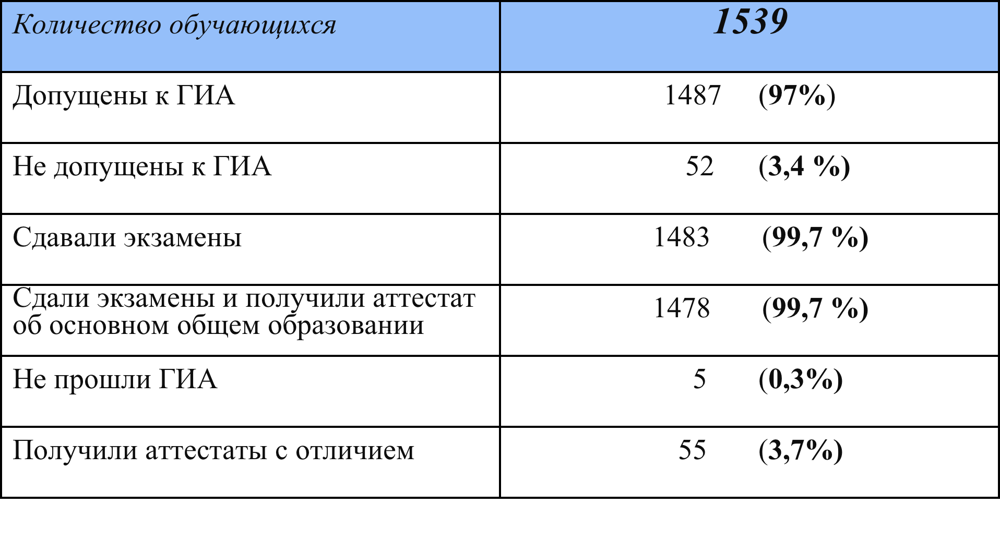 Количество обучающихся 1539
Допущены к ГИА 1487 (97%)
Не допущены к ГИА 52 (3,4 %)
Сдавали экзамены 1483 (99,7 %)
Сдали экзамены и получили аттестат
об основном общем образовании
1478 (99,7 %)
Не прошли ГИА 5 (0,3%)
Получили аттестаты с отличием 55 (3,7%)